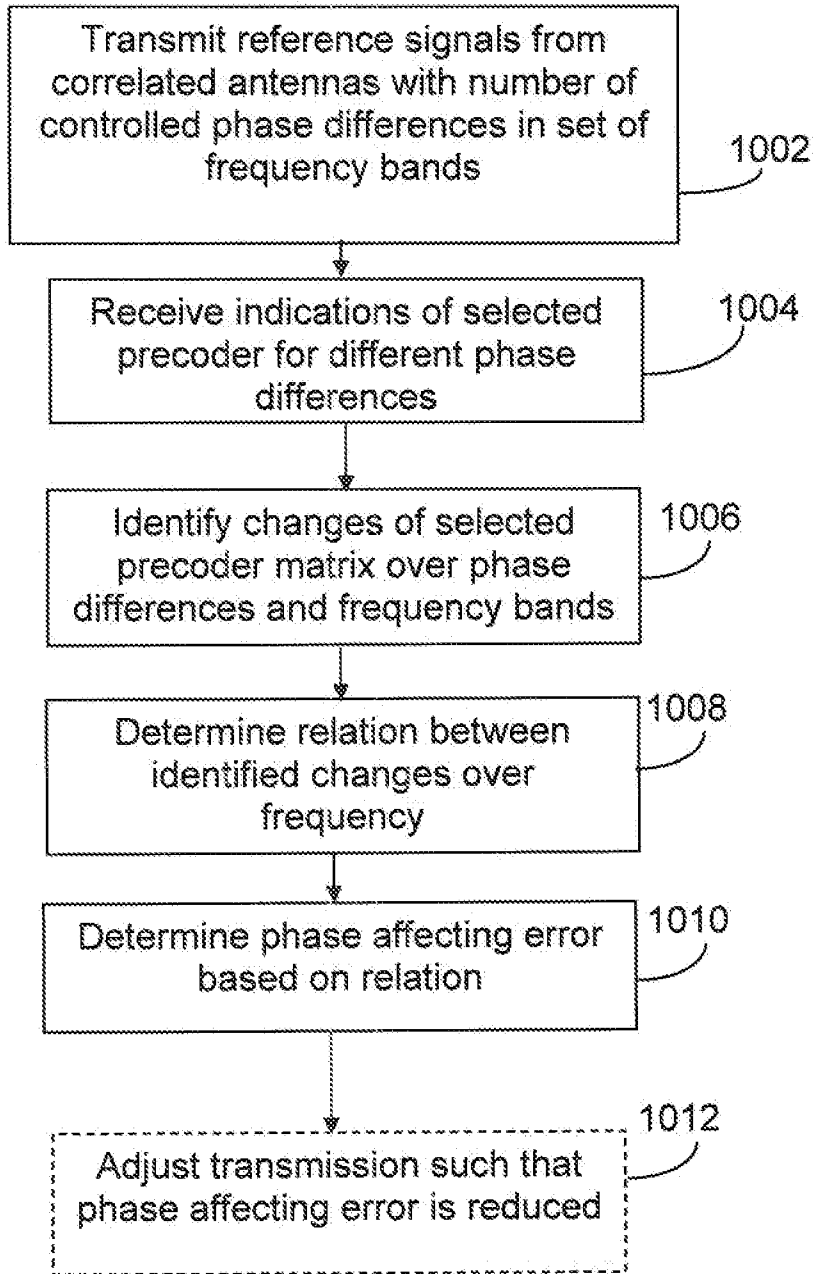 Transmit reference signals from
correlated antennas with number of
controlled phase differences in set of
frequency bands
1002
Receive indications of selected
precoder for different phase
differences
1004
Identify changes of selected
precoder matrix over phase
differences and frequency bands
1006
Determine relation between
identified changes over
frequency
1008
Determine phase affecting error
based on relation
1010
Adjust transmission such that
phase affecting error is reduced
1012